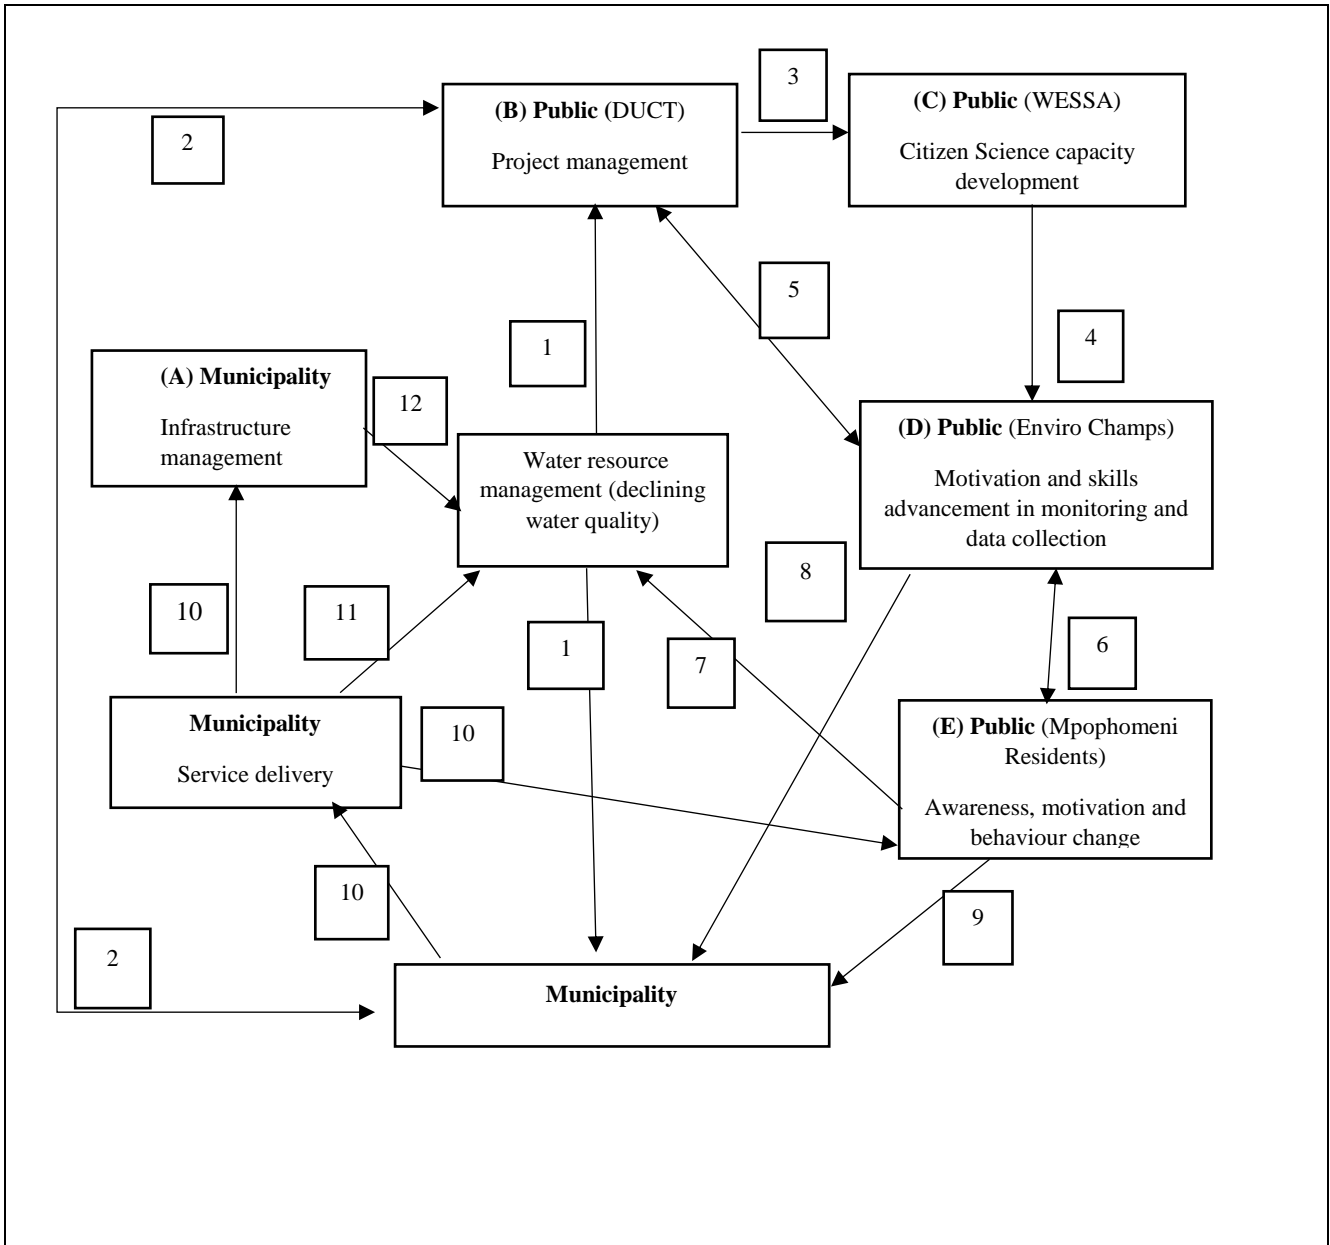 3
(B) Public (DUCT)
Project management
(C) Public (WESSA)
Citizen Science capacity
development
2
5
1
4
(A) Municipality
Infrastructure
management
12
Water resource
management (declining
water quality)
(D) Public (Enviro Champs)
Motivation and skills
advancement in monitoring and
data collection
8
10
11
1
7
6
Municipality
Service delivery
10
(E) Public (Mpophomeni
Residents)
Awareness, motivation and
behaviour change
10
9
2
Municipality